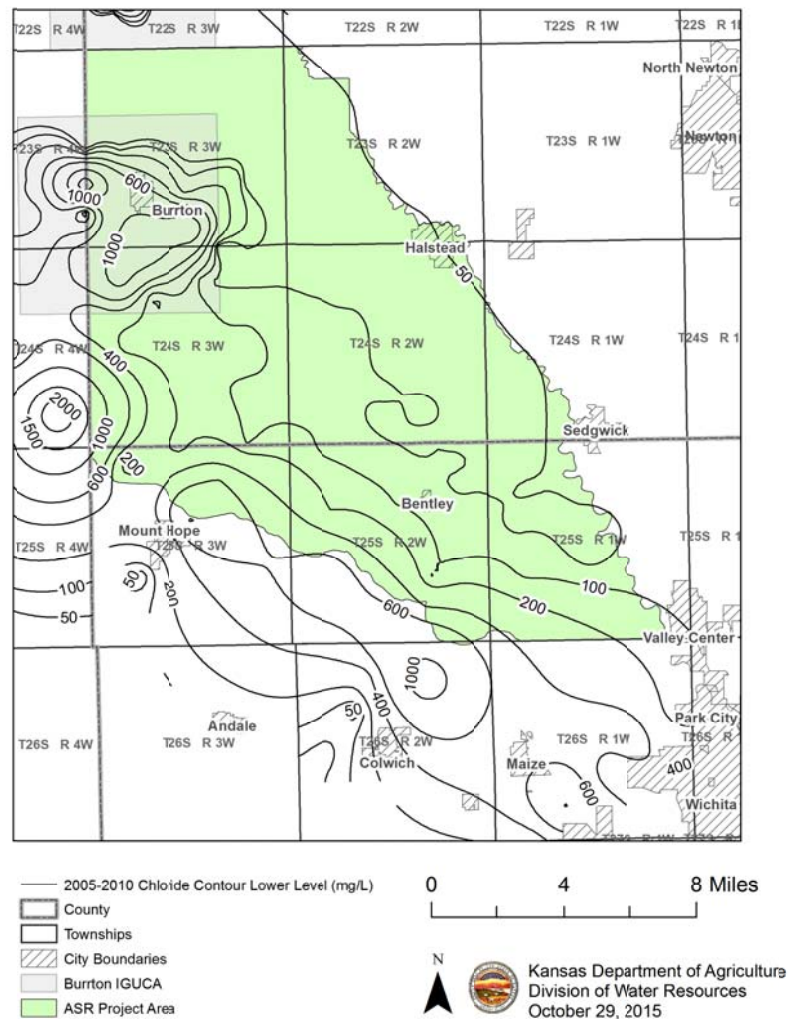 T22S R 4W
T22S R 3W
T22S R 2W
T22S R 1W
North Newton
Newton
T23S R 4W
T23S R 3W
T23S R 2W
T23S R 1W
600
1000
Burrton
1000
Halstead
50
T24S R 4W
T24S R 3W
T24S R 2W
T24S R 1W
T24S R 1
400
2000
1500
1000
600
200
Sedgwick
Bentley
Mount Hope
T25S R 4W
R 3W
T25S R 2W
T25S R 1W
T25S R 1
100
50
50
200
600
100
200
Valley Center
1000
400
50
Andale
Park City
T26S R 4W
T26S R 3W
T26S R 2W
T26S R 1W
Colwich
Maize
600
400
Wichita
2005-2010 Chloride Contour Lower Level (mg/L)
County
Townships
City Boundaries
Burrton IGUCA
ASR Project Area
0 4 8 Miles
N
Kansas Department of Agriculture
Division of Water Resources
October 29, 2015